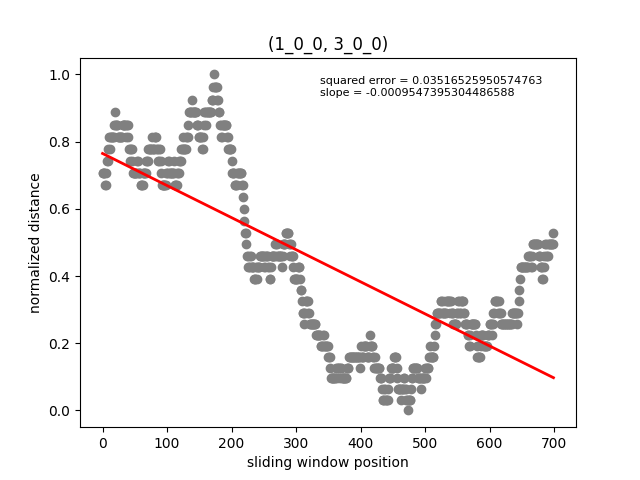 (1_0_0, 3_0_0)
squared error = 0.03516525950574763
slope = -0.0009547395304486588
normalized distance
1.0
0.8
0.6
0.4
0.2
0.0
0 100 200 300 400 500 600 700
sliding window position